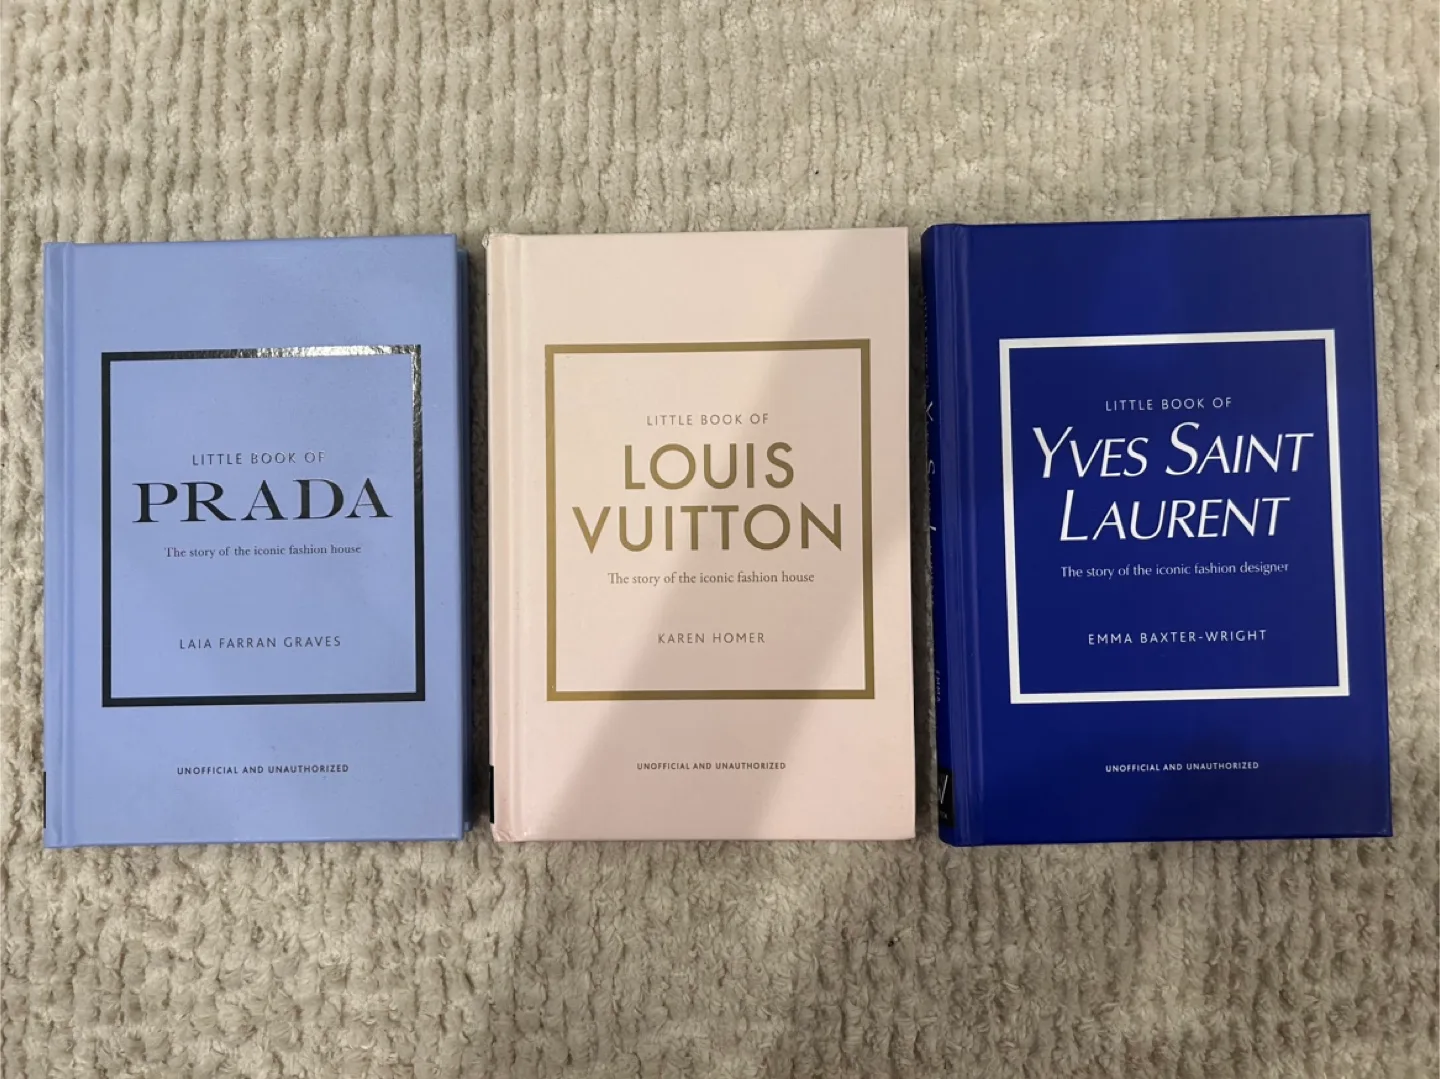 LITTLE BOOK OF
PRADA
The story of the iconic fashion house
LAIA FARRAN GRAVES
UNOFFICIAL AND UNAUTHORIZED
LITTLE BOOK OF
LOUIS
VUITTON
The story of the iconic fashion house
KAREN HOMER
UNOFFICIAL AND UNAUTHORIZED
LITTLE BOOK OF
YVES SAINT
LAURENT
The story of the iconic fashion designer
EMMA BAXTER-WRIGHT
UNOFFICIAL AND UNAUTHORIZED